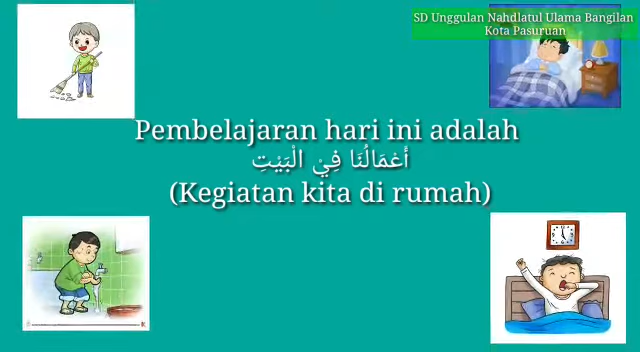 SD Unggulan Nahdlatul Ulama Bangilan
Kota Pasuruan
Pembelajaran hari ini adalah
أَعْمَالُنَا فِيْ الْبَيْتِ
(Kegiatan kita di rumah)